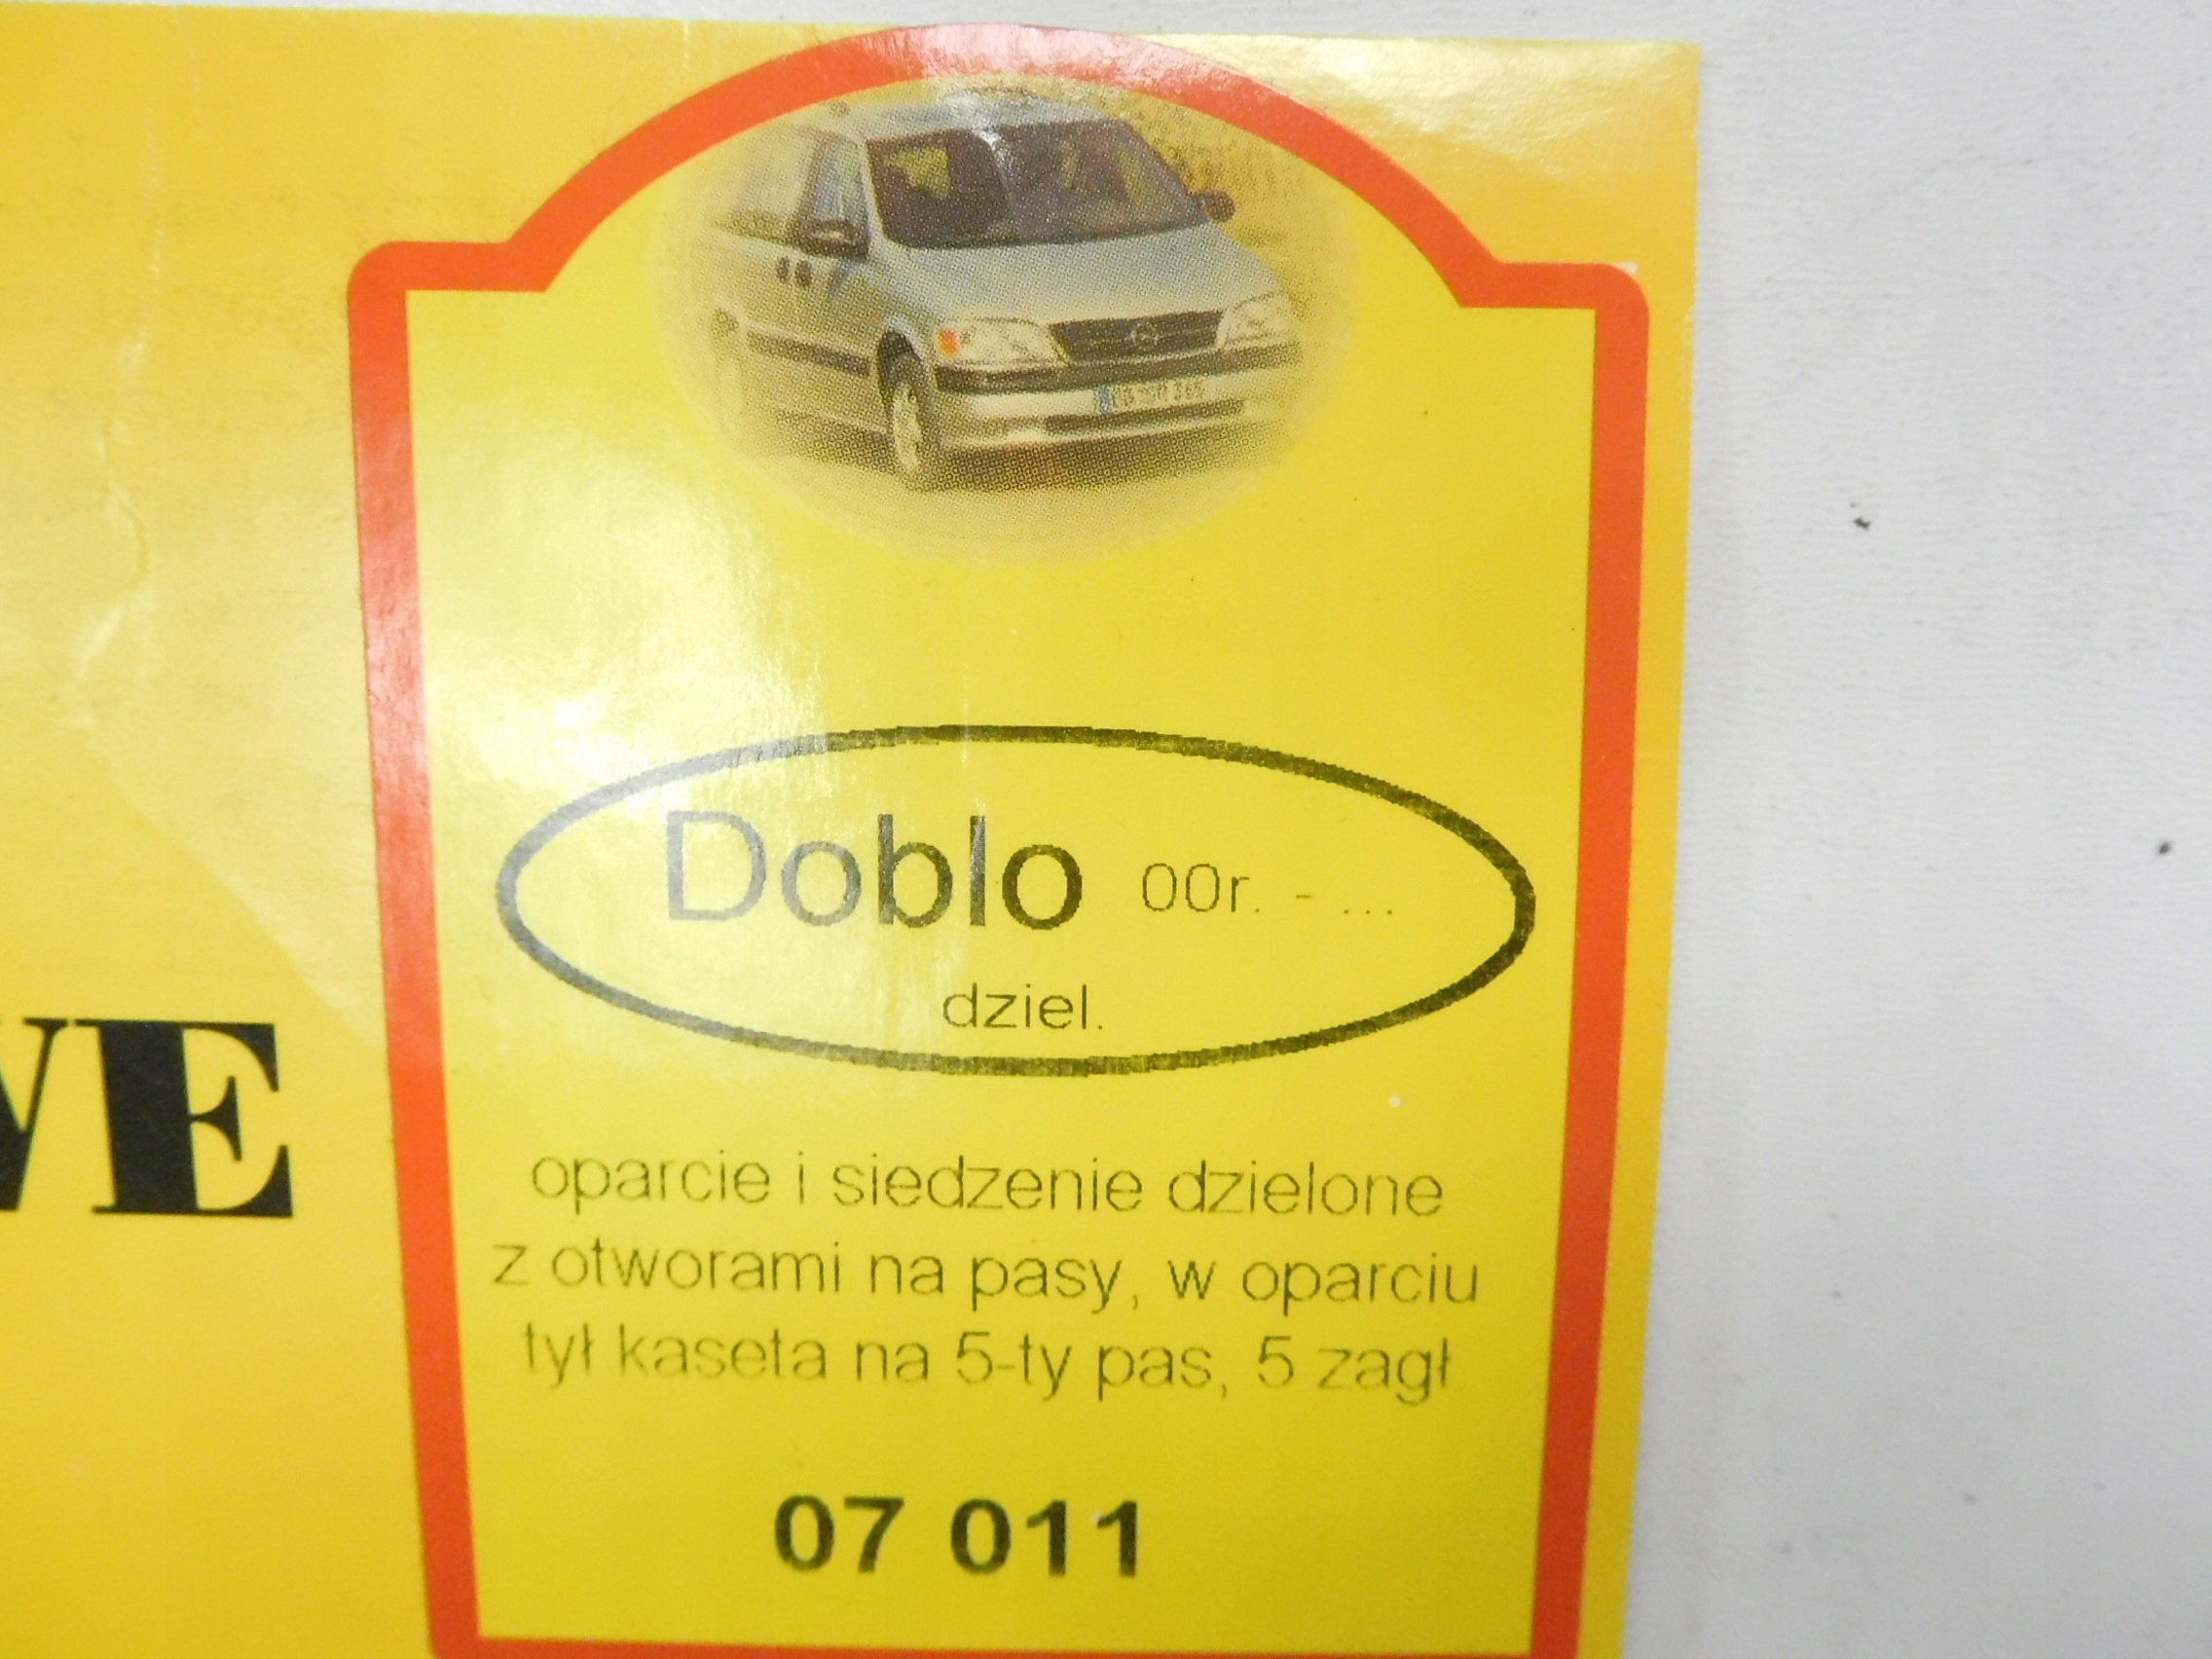 Doblo 00r. - ...
dziel.
WE
oparcie i siedzenie dzielone
z otworami na pasy, w oparciu
tył kaseta na 5-ty pas, 5 zagł.
07 011